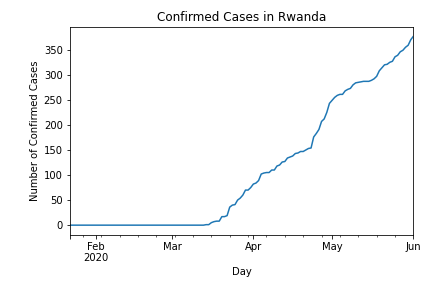 Confirmed Cases in Rwanda
Number of Confirmed Cases
350
300
250
200
150
100
50
0
Feb Mar Apr May Jun
2020
Day